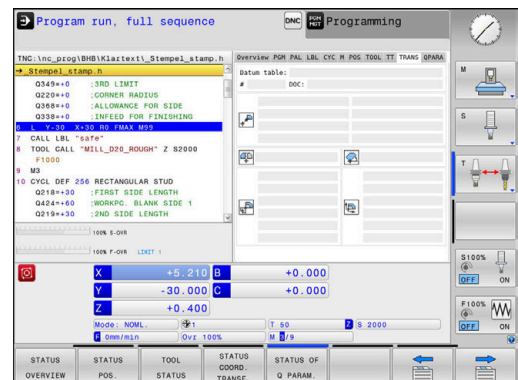 Program run, full sequence
DNC
PGM MGT
Programming
TNC:\nc_prog\BHB\Klartext\_Stempel_stamp.h
→_Stempel_stamp.h
Q349=+0 ;3RD LIMIT
Q220=+0 ;CORNER RADIUS
Q368=+0 ;ALLOWANCE FOR SIDE
Q338=+0 ;INFEED FOR FINISHING
6 L Y-30 X+30 R0 FMAX M99
7 CALL LBL "safe"
8 TOOL CALL "MILL_D20_ROUGH" Z S2000
F1000
9 M3
10 CYCL DEF 256 RECTANGULAR STUD
Q218=+30 ;FIRST SIDE LENGTH
Q424=+60 ;WORKPC. BLANK SIDE 1
Q219=+30 ;2ND SIDE LENGTH
Overview PGM PAL LBL CYC M POS TOOL TT TRANS QPARA
Datum table:
# DOC:
100% S-OVR
100% F-OVR LIMIT 1
X +5.210 B +0.000
Y -30.000 C +0.000
Z +0.400
Mode: NOML. 1 T 50 Z S 2000
F 0mm/min Ovr 100% M 3/9
M
S
T
S100%
OFF ON
F100%
OFF ON
STATUS OVERVIEW
STATUS POS.
TOOL STATUS
STATUS COORD. TRANSF.
STATUS OF Q PARAM.